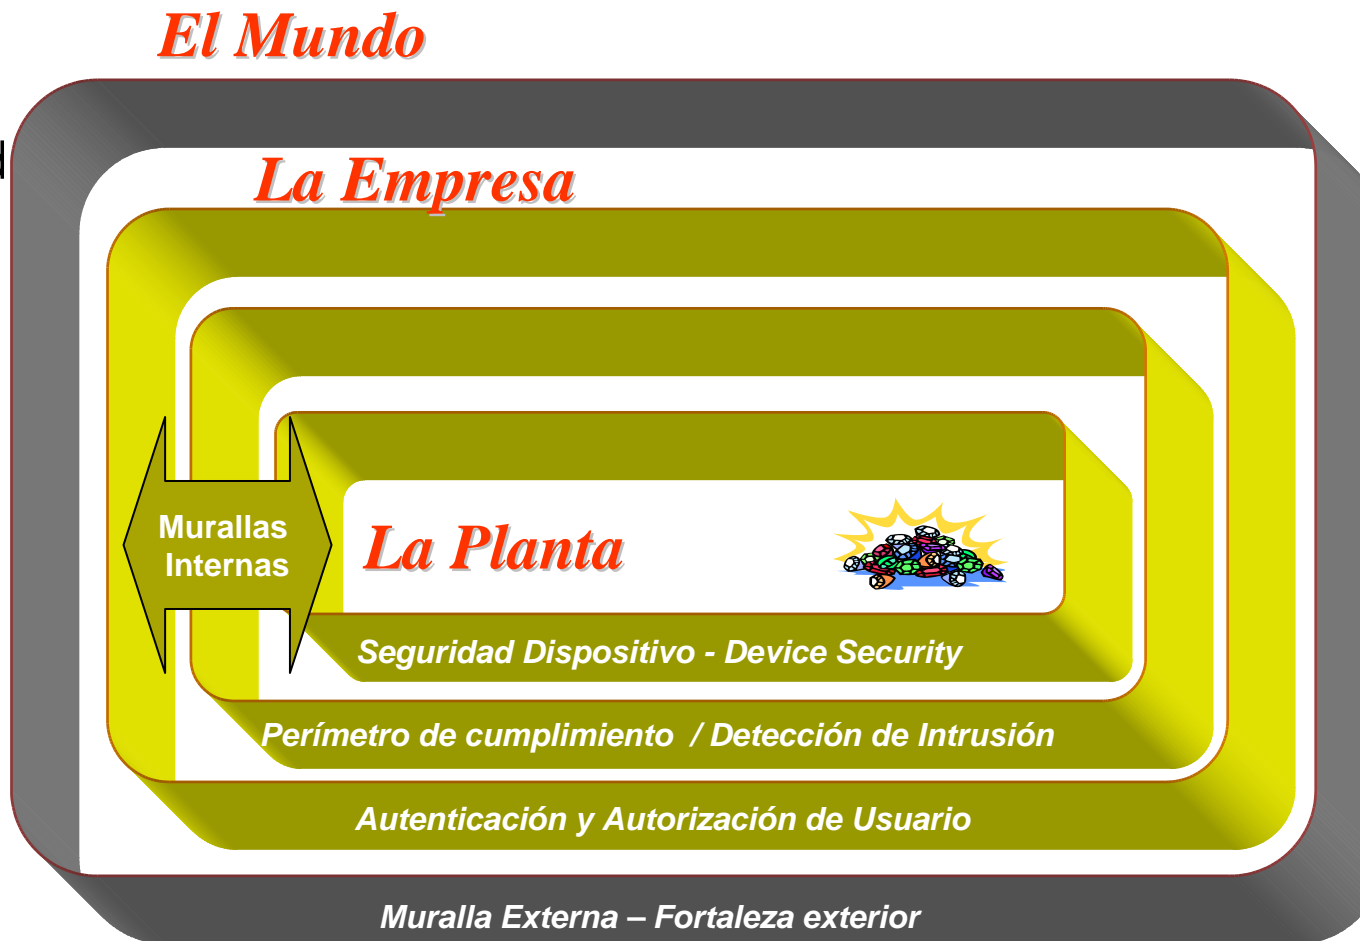 El Mundo
La Empresa
Murallas
Internas
La Planta
Seguridad Dispositivo - Device Security
Perímetro de cumplimiento / Detección de Intrusión
Autenticación y Autorización de Usuario
Muralla Externa – Fortaleza exterior